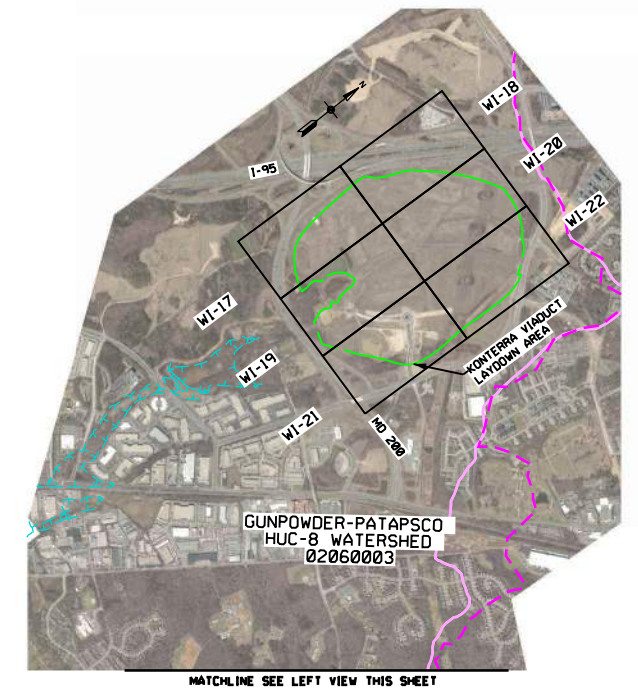 N
WI-18
WI-20
I-95
WI-22
WI-17
KONTERRA VIADUCT
LAYDOWN AREA
WI-19
WI-21
MD 200
GUNPOWDER-PATAPSCO
HUC-8 WATERSHED
02060003
MATCHLINE SEE LEFT VIEW THIS SHEET